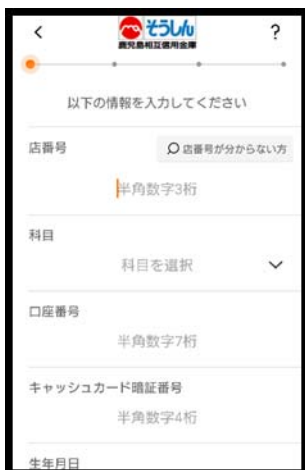 そうしん
鹿児島相互信用金庫
?
以下の情報を入力してください
店番号
店番号が分からない方
半角数字3桁
科目
科目を選択
口座番号
半角数字7桁
キャッシュカード暗証番号
半角数字4桁
生年月日